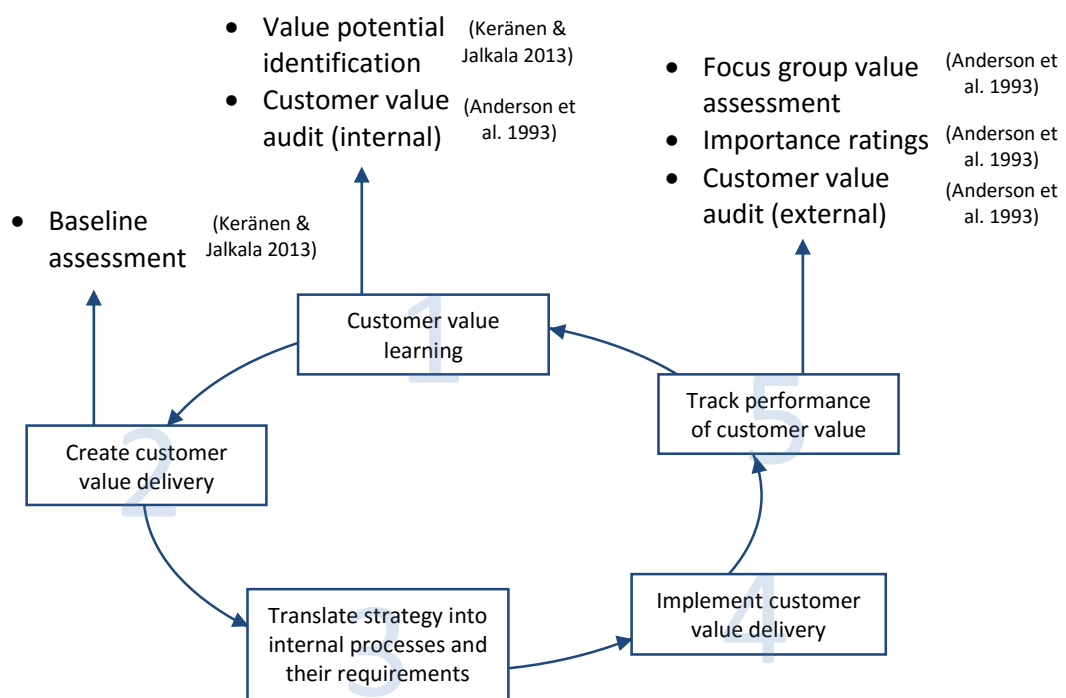 • Value potential
identification
(Keränen &
Jalkala 2013)
• Customer value
audit (internal)
(Anderson et
al. 1993)
• Focus group value
assessment
(Anderson et
al. 1993)
• Importance ratings
(Anderson et
al. 1993)
• Customer value
audit (external)
(Anderson et
al. 1993)
• Baseline
assessment
(Keränen &
Jalkala 2013)
1
Customer value
learning
2
Create customer
value delivery
3
Translate strategy into
internal processes and
their requirements
4
Implement customer
value delivery
5
Track performance
of customer value